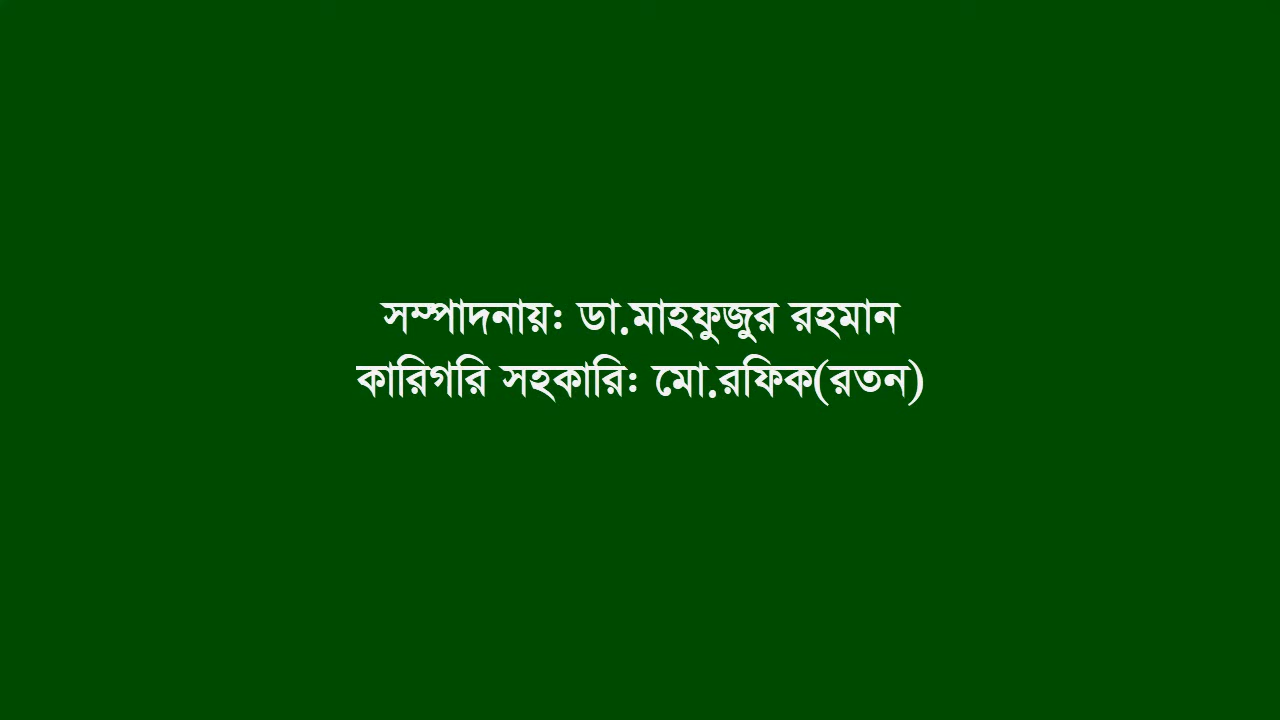 সম্পাদনায়: ডা.মাহফুজুর রহমান
কারিগরি সহকারি: মো.রফিক(রতন)